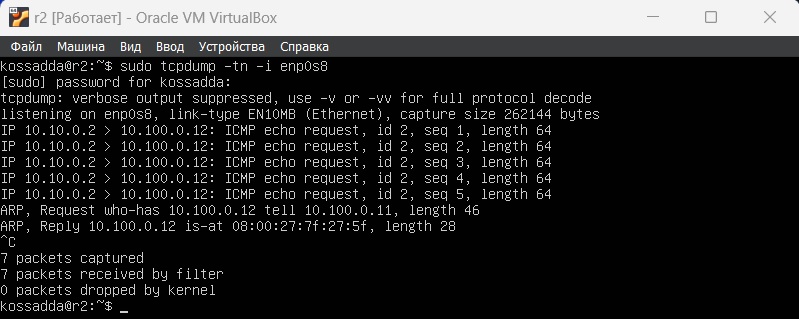 r2 [Работает] - Oracle VM VirtualBox
Файл Машина Вид Ввод Устройства Справка
kossadda@r2:~$ sudo tcpdump -tn -i enp0s8
[sudo] password for kossadda:
tcpdump: verbose output suppressed, use -v or -vv for full protocol decode
listening on enp0s8, link-type EN10MB (Ethernet), capture size 262144 bytes
IP 10.10.0.2 > 10.100.0.12: ICMP echo request, id 2, seq 1, length 64
IP 10.10.0.2 > 10.100.0.12: ICMP echo request, id 2, seq 2, length 64
IP 10.10.0.2 > 10.100.0.12: ICMP echo request, id 2, seq 3, length 64
IP 10.10.0.2 > 10.100.0.12: ICMP echo request, id 2, seq 4, length 64
IP 10.10.0.2 > 10.100.0.12: ICMP echo request, id 2, seq 5, length 64
ARP, Request who-has 10.100.0.12 tell 10.100.0.11, length 46
ARP, Reply 10.100.0.12 is-at 08:00:27:7f:27:5f, length 28
^C
7 packets captured
7 packets received by filter
0 packets dropped by kernel
kossadda@r2:~$ _